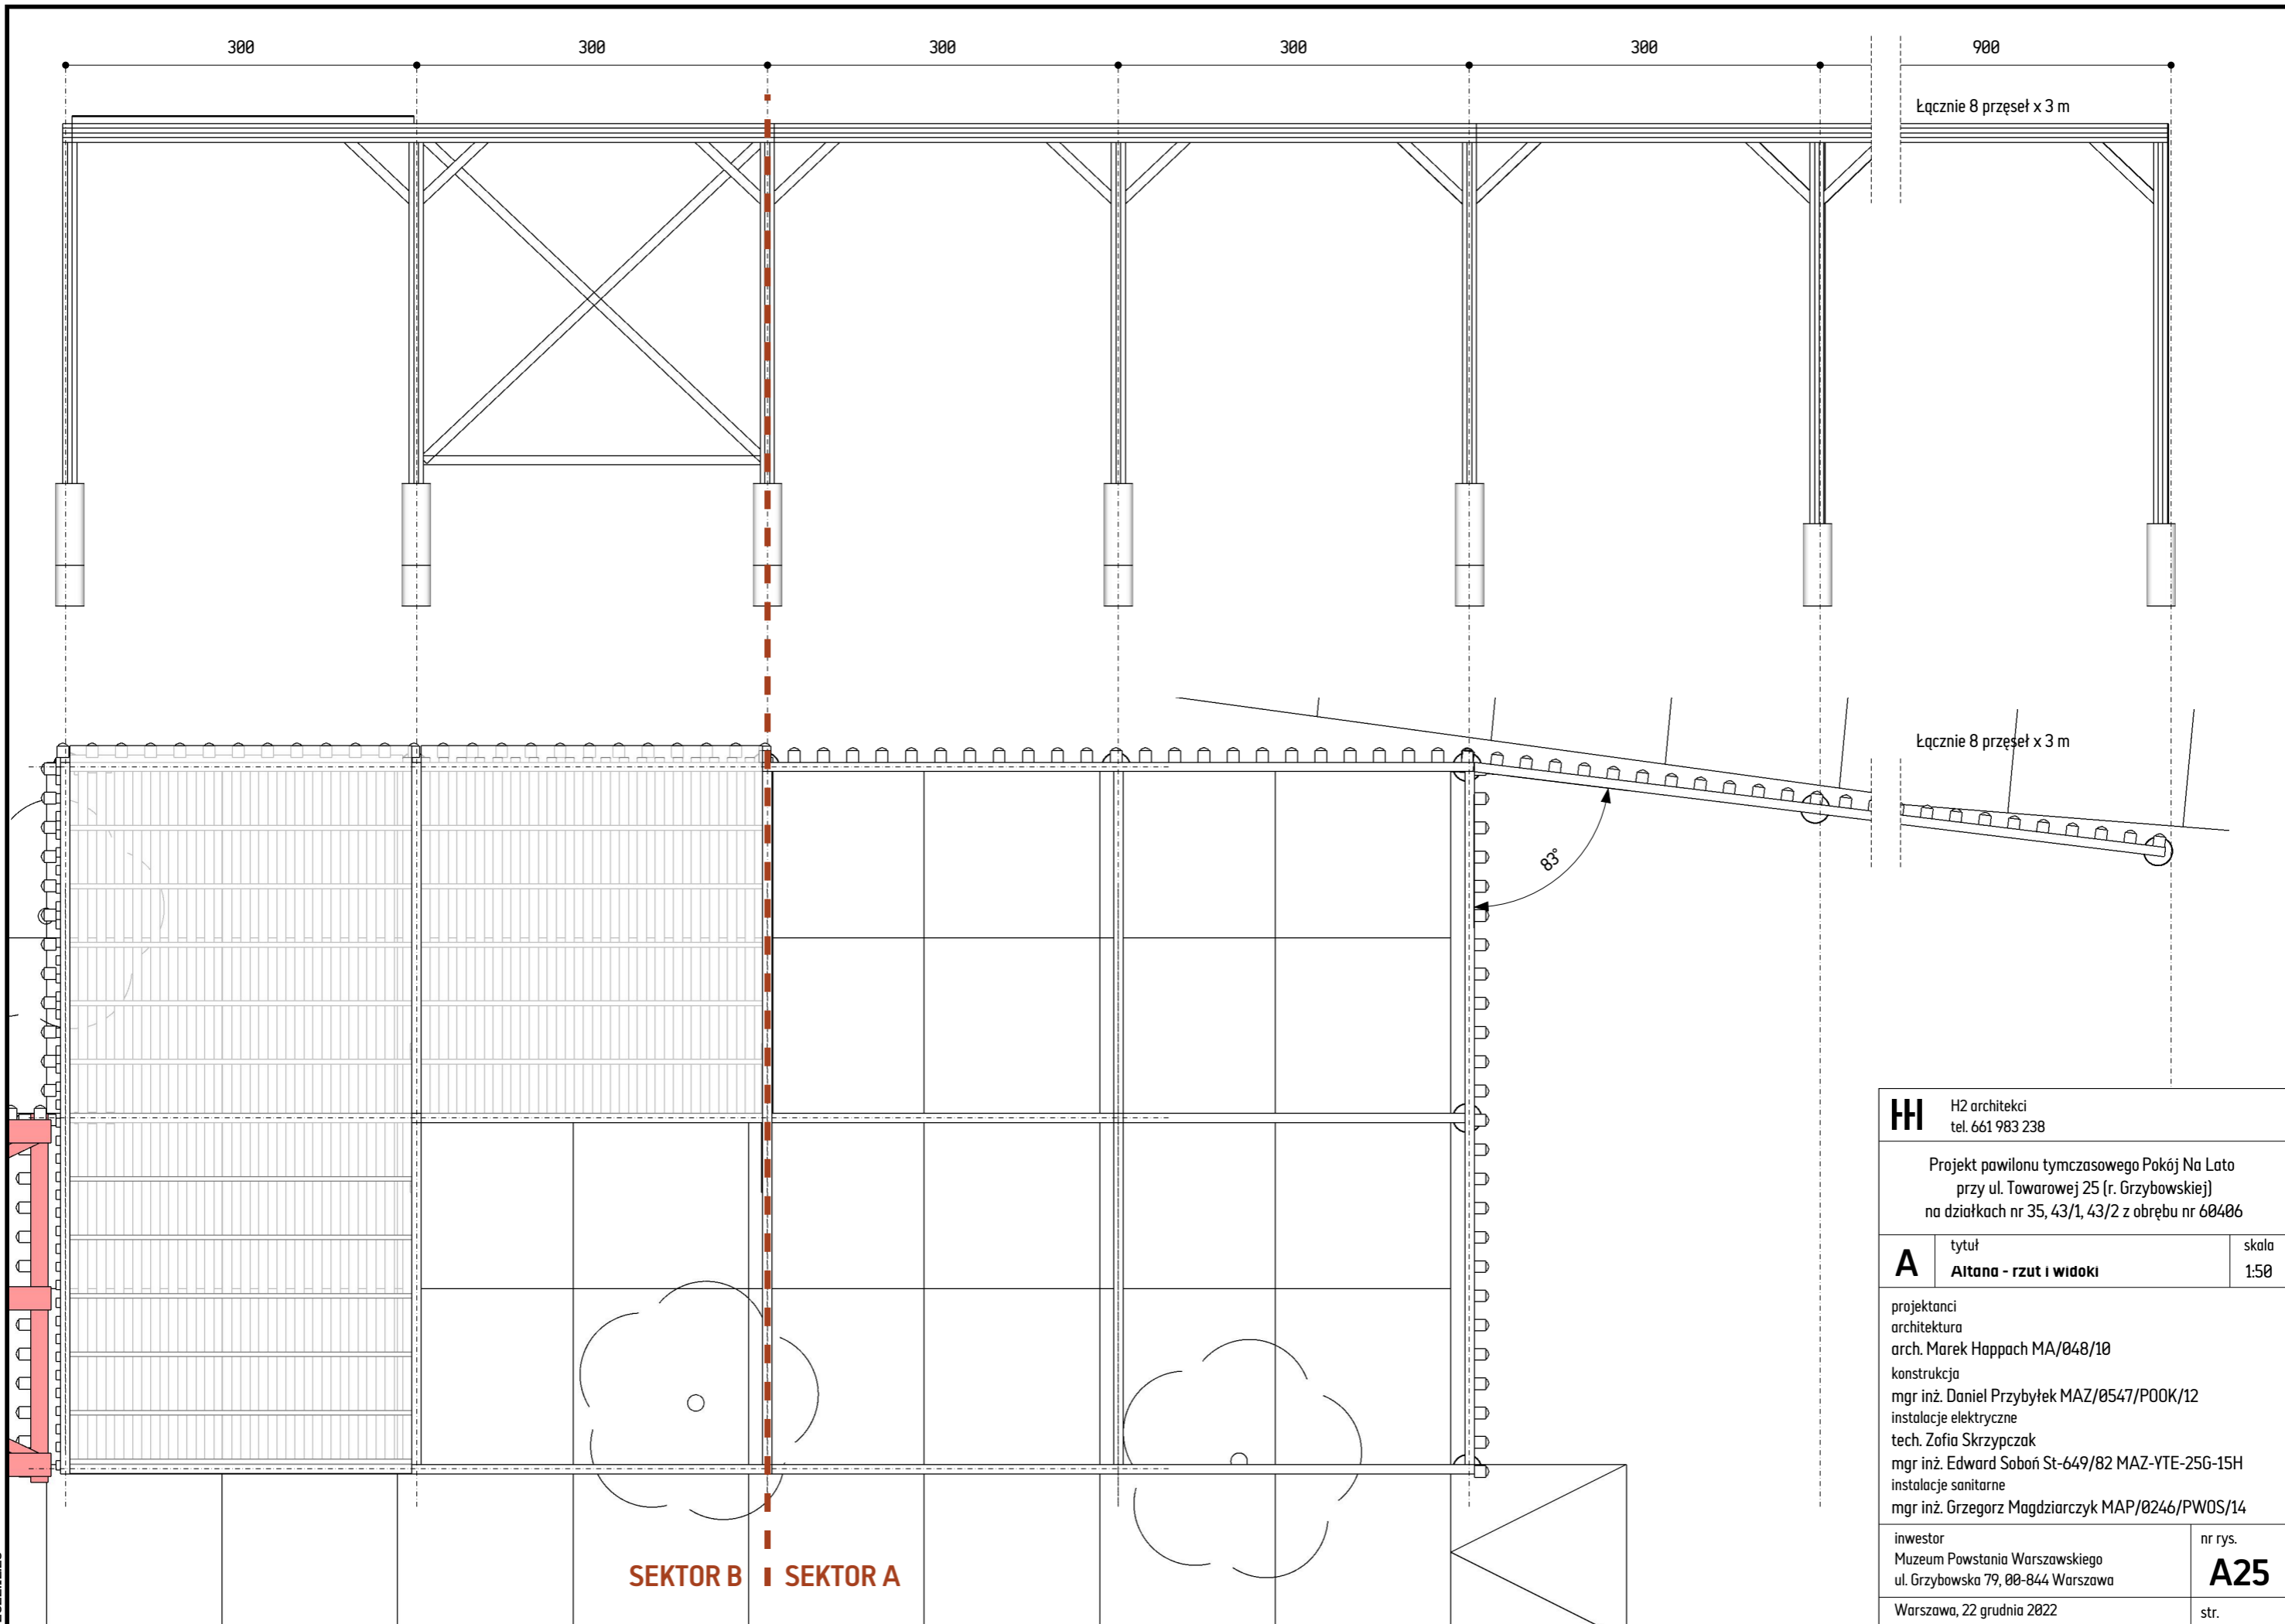 300 300 300 300 300 900
Łącznie 8 przęseł x 3 m
Łącznie 8 przęseł x 3 m
83°
SEKTOR B SEKTOR A
H2 architekci
tel. 661 983 238
Projekt pawilonu tymczasowego Pokój Na Lato
przy ul. Towarowej 25 (r. Grzybowskiej)
na działkach nr 35, 43/1, 43/2 z obrębu nr 60406
A
tytuł
Altana - rzut i widoki
skala
1:50
projektanci
architektura
arch. Marek Happach MA/048/10
konstrukcja
mgr inż. Daniel Przybyłek MAZ/0547/POOK/12
instalacje elektryczne
tech. Zofia Skrzypczak
mgr inż. Edward Soboń St-649/82 MAZ-YTE-25G-15H
instalacje sanitarne
mgr inż. Grzegorz Magdziarczyk MAP/0246/PWOS/14
inwestor
Muzeum Powstania Warszawskiego
ul. Grzybowska 79, 00-844 Warszawa
nr rys.
A25
Warszawa, 22 grudnia 2022
str.